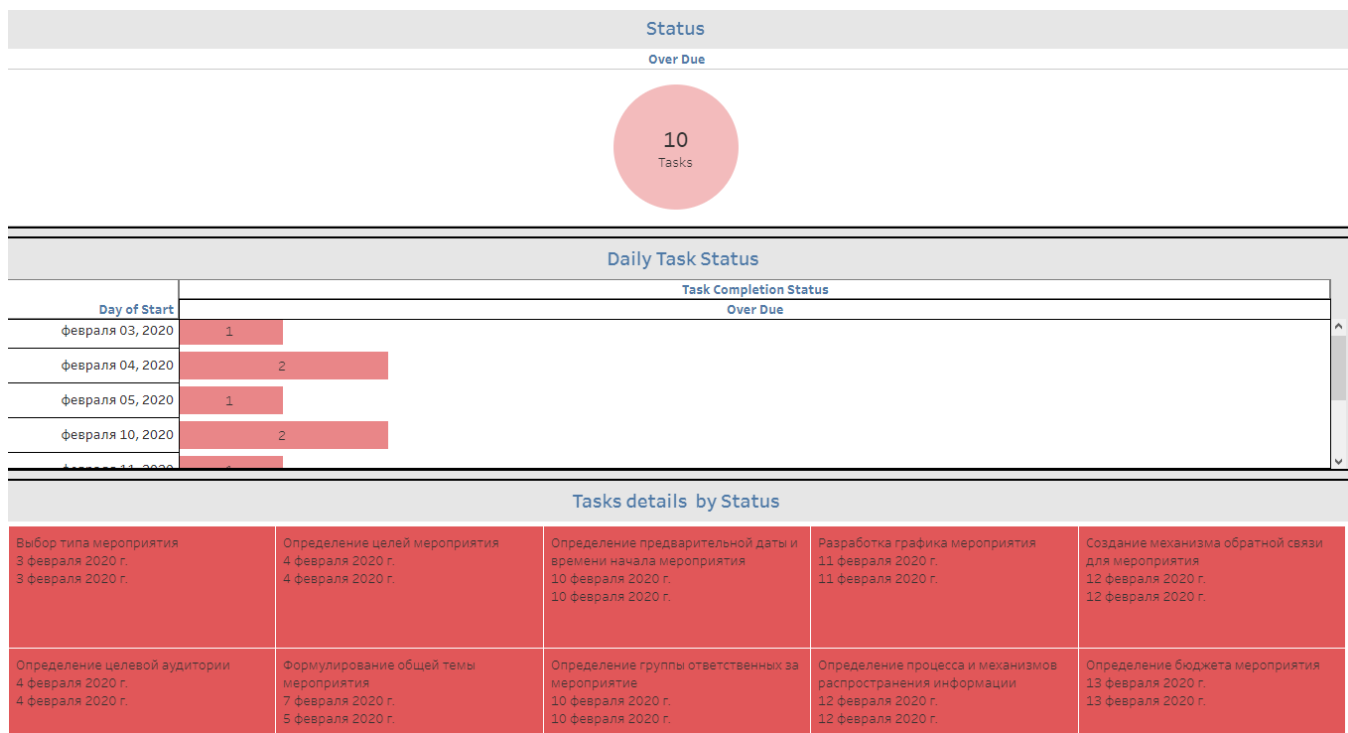 Status
Over Due
10
Tasks
Daily Task Status
Task Completion Status
Day of Start
Over Due
февраля 03, 2020
1
февраля 04, 2020
2
февраля 05, 2020
1
февраля 10, 2020
2
февраля 11, 2020
1
Tasks details by Status
Выбор типа мероприятия
3 февраля 2020 г.
3 февраля 2020 г.
Определение целей мероприятия
4 февраля 2020 г.
4 февраля 2020 г.
Определение предварительной даты и
времени начала мероприятия
10 февраля 2020 г.
10 февраля 2020 г.
Разработка графика мероприятия
11 февраля 2020 г.
11 февраля 2020 г.
Создание механизма обратной связи
для мероприятия
12 февраля 2020 г.
12 февраля 2020 г.
Определение целевой аудитории
4 февраля 2020 г.
4 февраля 2020 г.
Формулирование общей темы
мероприятия
7 февраля 2020 г.
5 февраля 2020 г.
Определение группы ответственных за
мероприятие
10 февраля 2020 г.
10 февраля 2020 г.
Определение процесса и механизмов
распространения информации
12 февраля 2020 г.
12 февраля 2020 г.
Определение бюджета мероприятия
13 февраля 2020 г.
13 февраля 2020 г.